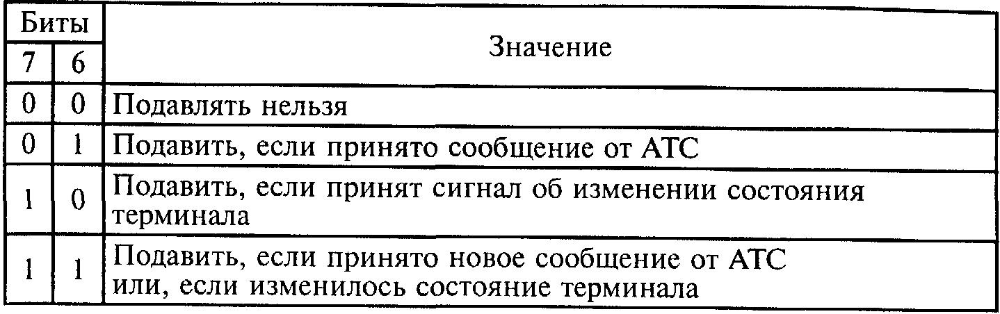 Биты
Значение
7 6
0 0 Подавлять нельзя
0 1 Подавить, если принято сообщение от АТС
1 0 Подавить, если принят сигнал об изменении состояния
терминала
1 1 Подавить, если принято новое сообщение от АТС
или, если изменилось состояние терминала